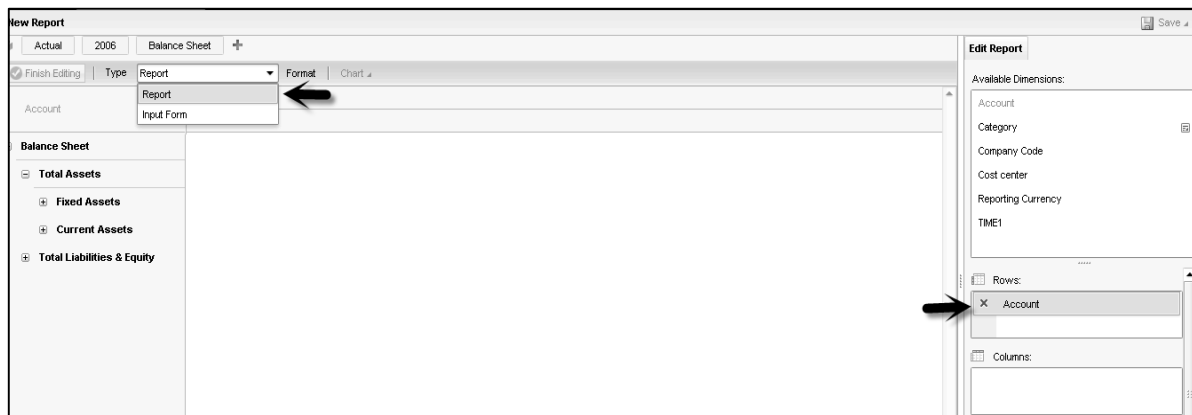 New Report
Save
Actual 2006 Balance Sheet
Edit Report
Finish Editing Type Report Format Chart
Available Dimensions:
Report
Input Form
Account
Account
Category
Company Code
Cost center
Reporting Currency
TIME1
Balance Sheet
Total Assets
Fixed Assets
Current Assets
Total Liabilities & Equity
Rows:
Account
Columns: